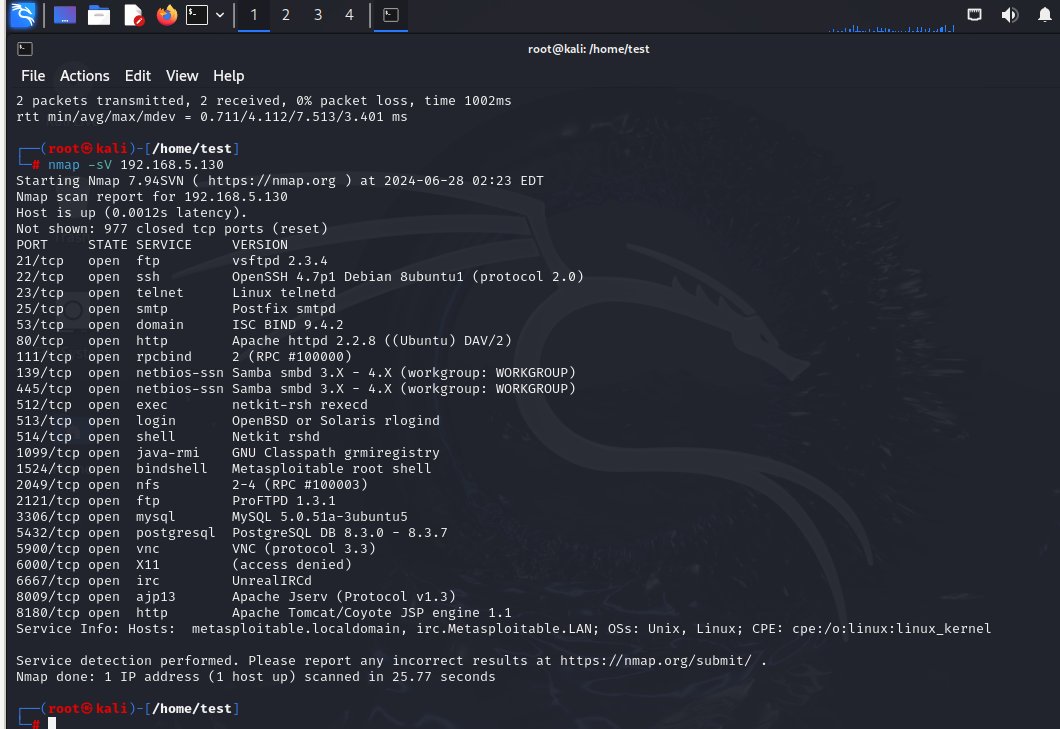 1 2 3 4
root@kali: /home/test
File Actions Edit View Help
2 packets transmitted, 2 received, 0% packet loss, time 1002ms
rtt min/avg/max/mdev = 0.711/4.112/7.513/3.401 ms
┌──(root㉿kali)-[/home/test]
└─# nmap -sV 192.168.5.130
Starting Nmap 7.94SVN ( https://nmap.org ) at 2024-06-28 02:23 EDT
Nmap scan report for 192.168.5.130
Host is up (0.0012s latency).
Not shown: 977 closed tcp ports (reset)
PORT     STATE SERVICE     VERSION
21/tcp   open  ftp         vsftpd 2.3.4
22/tcp   open  ssh         OpenSSH 4.7p1 Debian 8ubuntu1 (protocol 2.0)
23/tcp   open  telnet      Linux telnetd
25/tcp   open  smtp        Postfix smtpd
53/tcp   open  domain      ISC BIND 9.4.2
80/tcp   open  http        Apache httpd 2.2.8 ((Ubuntu) DAV/2)
111/tcp  open  rpcbind     2 (RPC #100000)
139/tcp  open  netbios-ssn Samba smbd 3.X - 4.X (workgroup: WORKGROUP)
445/tcp  open  netbios-ssn Samba smbd 3.X - 4.X (workgroup: WORKGROUP)
512/tcp  open  exec        netkit-rsh rexecd
513/tcp  open  login       OpenBSD or Solaris rlogind
514/tcp  open  shell       Netkit rshd
1099/tcp open  java-rmi    GNU Classpath grmiregistry
1524/tcp open  bindshell   Metasploitable root shell
2049/tcp open  nfs         2-4 (RPC #100003)
2121/tcp open  ftp         ProFTPD 1.3.1
3306/tcp open  mysql       MySQL 5.0.51a-3ubuntu5
5432/tcp open  postgresql  PostgreSQL DB 8.3.0 - 8.3.7
5900/tcp open  vnc         VNC (protocol 3.3)
6000/tcp open  X11         (access denied)
6667/tcp open  irc         UnrealIRCd
8009/tcp open  ajp13       Apache Jserv (Protocol v1.3)
8180/tcp open  http        Apache Tomcat/Coyote JSP engine 1.1
Service Info: Hosts:  metasploitable.localdomain, irc.Metasploitable.LAN; OSs: Unix, Linux; CPE: cpe:/o:linux:linux_kernel
Service detection performed. Please report any incorrect results at https://nmap.org/submit/ .
Nmap done: 1 IP address (1 host up) scanned in 25.77 seconds
┌──(root㉿kali)-[/home/test]
└─#